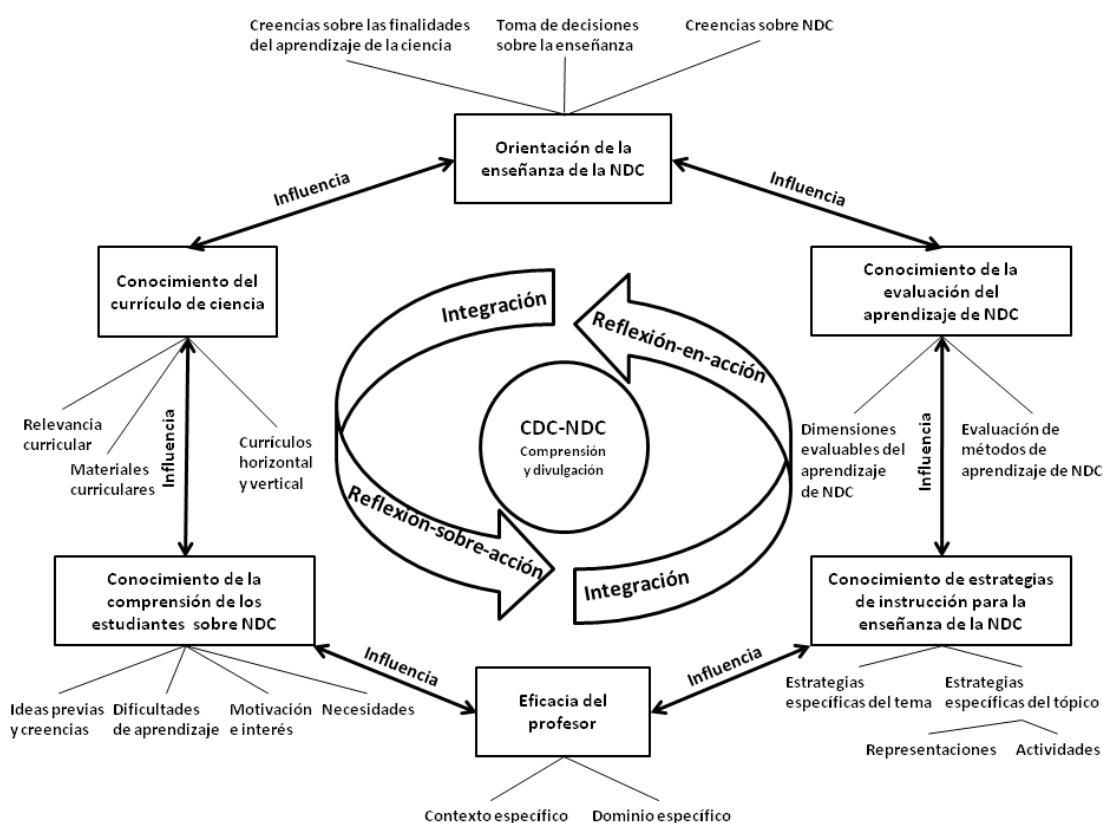 Creencias sobre las finalidades
del aprendizaje de la ciencia
Toma de decisiones
sobre la enseñanza
Creencias sobre NDC
Orientación de la
enseñanza de la NDC
Influencia
Influencia
Conocimiento del
currículo de ciencia
Conocimiento de la
evaluación del
aprendizaje de NDC
Integración
Reflexión-en-acción
Relevancia
curricular
Materiales
curriculares
Currículos
horizontal
y vertical
Influencia
CDC-NDC
Comprensión
y divulgación
Dimensiones
evaluables del
aprendizaje
de NDC
Evaluación de
métodos de
aprendizaje de NDC
Influencia
Reflexión-sobre-acción
Integración
Conocimiento de la
comprensión de los
estudiantes sobre NDC
Conocimiento de estrategias
de instrucción para la
enseñanza de la NDC
Influencia
Influencia
Ideas previas
y creencias
Dificultades
de aprendizaje
Motivación
e interés
Necesidades
Eficacia del
profesor
Estrategias
específicas del tema
Estrategias
específicas del tópico
Representaciones
Actividades
Contexto específico
Dominio específico